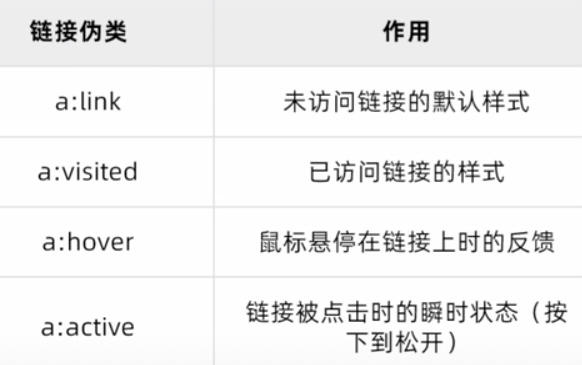 链接伪类 作用
a:link 未访问链接的默认样式
a:visited 已访问链接的样式
a:hover 鼠标悬停在链接上时的反馈
a:active 链接被点击时的瞬时状态（按
下到松开）